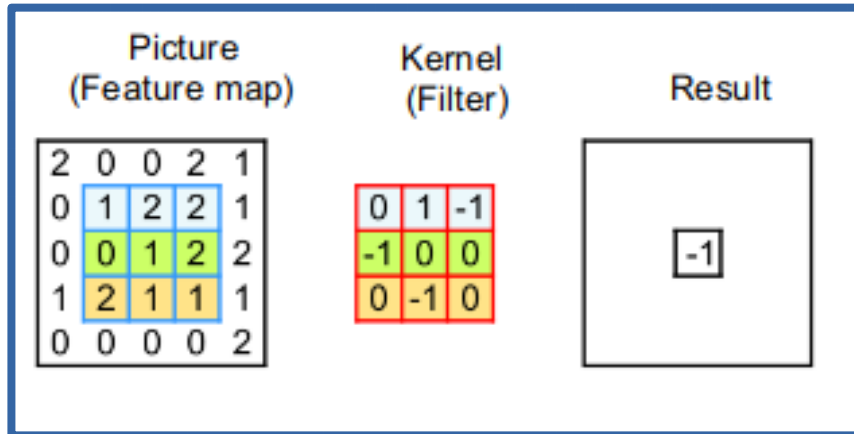 Picture
(Feature map)
Kernel
(Filter)
Result
2 0 0 2 1
0 1 2 2 1
0 0 1 2 2
1 2 1 1 1
0 0 0 0 2
0 1 -1
-1 0 0
0 -1 0
-1